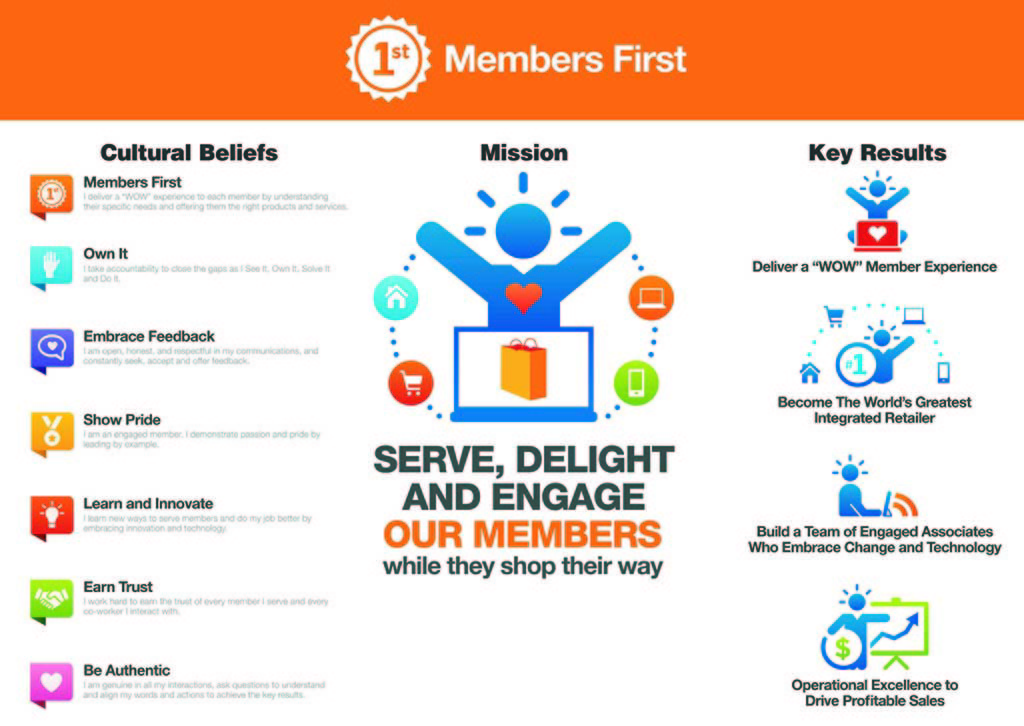 1st Members First
Cultural Beliefs
1st
Members First
I deliver a "WOW" experience to each member by understanding
their specific needs and offering them the right products and services.
Own It
I take accountability to close the gaps as I See It, Own It, Solve It
and Do It.
Embrace Feedback
I am open, honest, and respectful in my communications, and
constantly seek, accept and offer feedback.
Show Pride
I am an engaged member. I demonstrate passion and pride by
leading by example.
Learn and Innovate
I learn new ways to serve members and do my job better by
embracing innovation and technology.
Earn Trust
I work hard to earn the trust of every member I serve and every
co-worker I interact with.
Be Authentic
I am genuine in all my interactions, ask questions to understand
and align my words and actions to achieve the key results.
Mission
SERVE, DELIGHT
AND ENGAGE
OUR MEMBERS
while they shop their way
Key Results
Deliver a “WOW” Member Experience
#1
Become The World’s Greatest
Integrated Retailer
Build a Team of Engaged Associates
Who Embrace Change and Technology
$
Operational Excellence to
Drive Profitable Sales